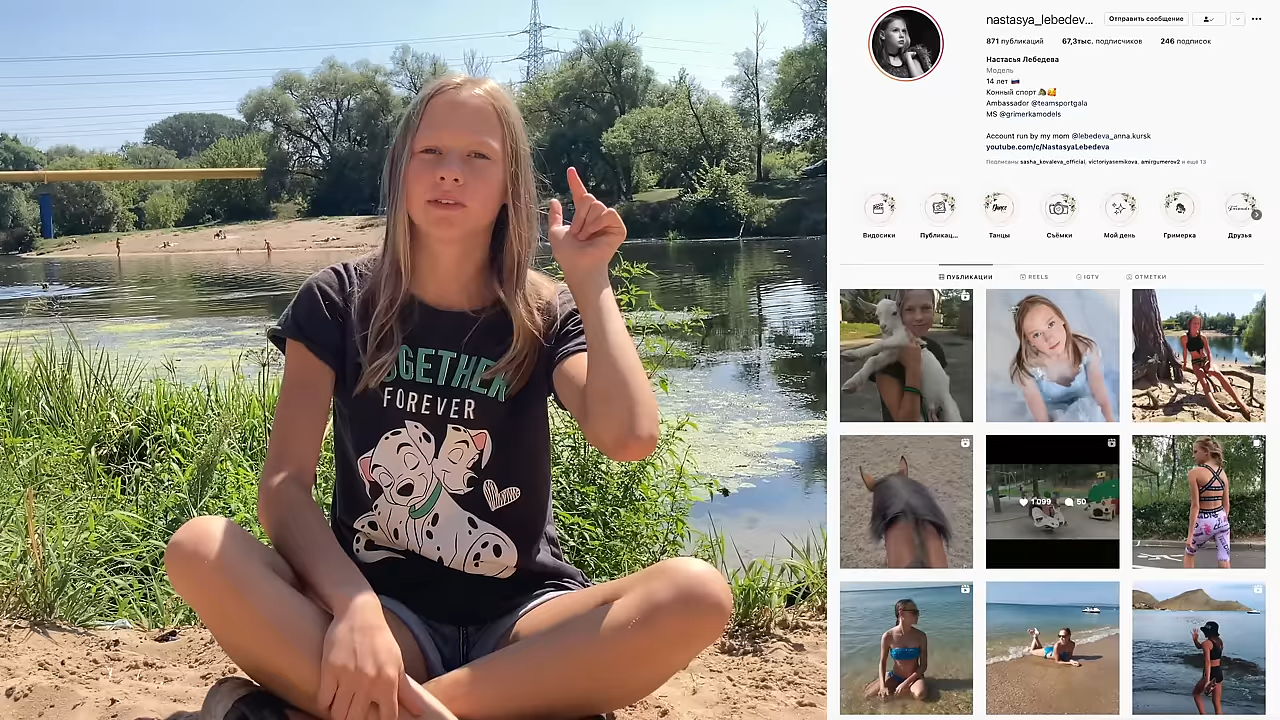 TOGETHER
FOREVER
nastasya_lebedev...
Отправить сообщение
871 публикаций
67,3тыс. подписчиков
246 подписок
Настасья Лебедева
Модель
14 лет
Конный спорт
Ambassador @teamsportgala
MS @grimerkamodels
Account run by my mom @lebedeva_anna.kursk
youtube.com/c/NastasyaLebedeva
Подписаны sasha_kovaleva_official, victoriyasemikova, amirgumerov2 и ещё 13
Видосики
Публикац...
Танцы
Съёмки
Мой день
Гримерка
Друзья
ПУБЛИКАЦИИ
REELS
IGTV
ОТМЕТКИ
1 099
50